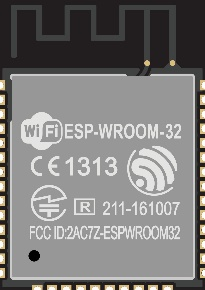 WiFi ESP-WROOM-32
CE 1313
R 211-161007
FCC ID:2AC7Z-ESPWROOM32